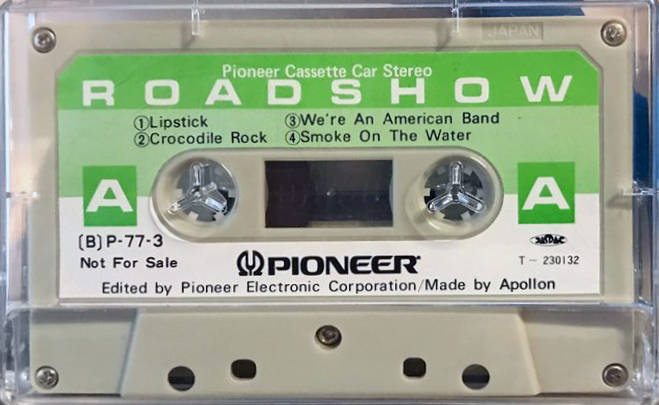 JAPAN
Pioneer Cassette Car Stereo
ROADSHOW
①Lipstick ③We're An American Band
②Crocodile Rock ④Smoke On The Water
A A
(B)P-77-3
Not For Sale
PIONEER®
JASRAC
T-230132
Edited by Pioneer Electronic Corporation/Made by Apollon